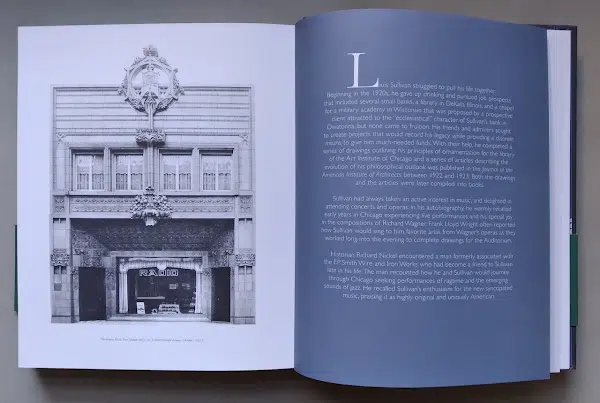 RADIO
Louis Sullivan struggled to pull his life together.
Beginning in the 1920s, he gave up drinking and pursued job prospects
that included several small banks, a library in DeKalb, Illinois and a chapel
for a military academy in Wisconsin that was proposed by a prospective
client attracted to the "ecclesiastical" character of Sullivan's bank in
Owatonna, but none came to fruition. His friends and admirers sought
to create projects that would record his legacy while providing a discreet
means to give him much-needed funds. With their help, he completed a
series of drawings outlining his principles of ornamentation for the library
of the Art Institute of Chicago and a series of articles describing the
evolution of his philosophical outlook was published in the Journal of the
American Institute of Architects between 1922 and 1923. Both the drawings
and the articles were later compiled into books.
Sullivan had always taken an active interest in music, and delighted in
attending concerts and operas. In his autobiography he warmly recalled
early years in Chicago experiencing live performances and his special joy
in the compositions of Richard Wagner. Frank Lloyd Wright often reported
how Sullivan would sing to him favorite arias from Wagner's operas as they
worked long into the evening to complete drawings for the Auditorium.
Historian Richard Nickel encountered a man formerly associated with
the F.P. Smith Wire and Iron Works who had become a friend to Sullivan
late in his life. The man recounted how he and Sullivan would journey
through Chicago seeking performances of ragtime and the emerging
sounds of jazz. He recalled Sullivan's enthusiasm for the new syncopated
music, praising it as highly original and uniquely American.